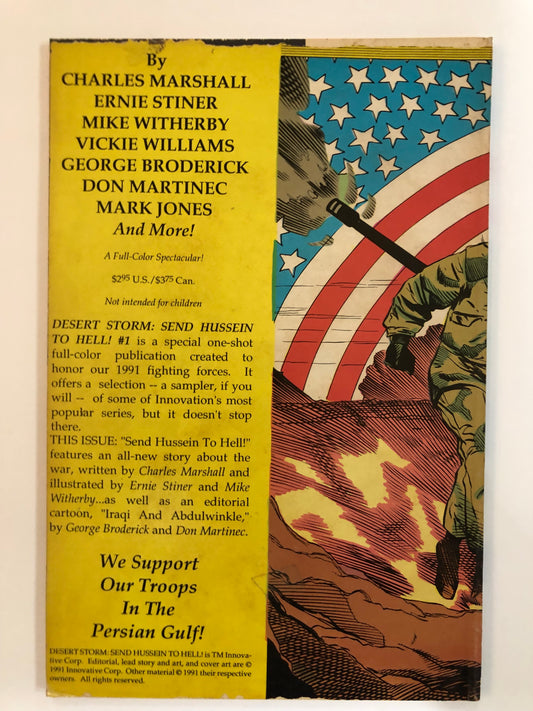 By
CHARLES MARSHALL
ERNIE STINER
MIKE WITHERBY
VICKIE WILLIAMS
GEORGE BRODERICK
DON MARTINEC
MARK JONES
And More!
A Full-Color Spectacular!
$2.95 U.S./$3.75 Can.
Not intended for children
DESERT STORM: SEND HUSSEIN
TO HELL! #1 is a special one-shot
full-color publication created to
honor our 1991 fighting forces. It
offers a selection -- a sampler, if you
will -- of some of Innovation's most
popular series, but it doesn't stop
there.
THIS ISSUE: "Send Hussein To Hell!"
features an all-new story about the
war, written by Charles Marshall and
illustrated by Ernie Stiner and Mike
Witherby...as well as an editorial
cartoon, "Iraqi And Abdulwinkle,"
by George Broderick and Don Martinec.
We Support
Our Troops
In The
Persian Gulf!
DESERT STORM: SEND HUSSEIN TO HELL! is TM Innova-
tive Corp. Editorial, lead story and art, and cover art are ©
1991 Innovative Corp. Other material © 1991 their respective
owners. All rights reserved.